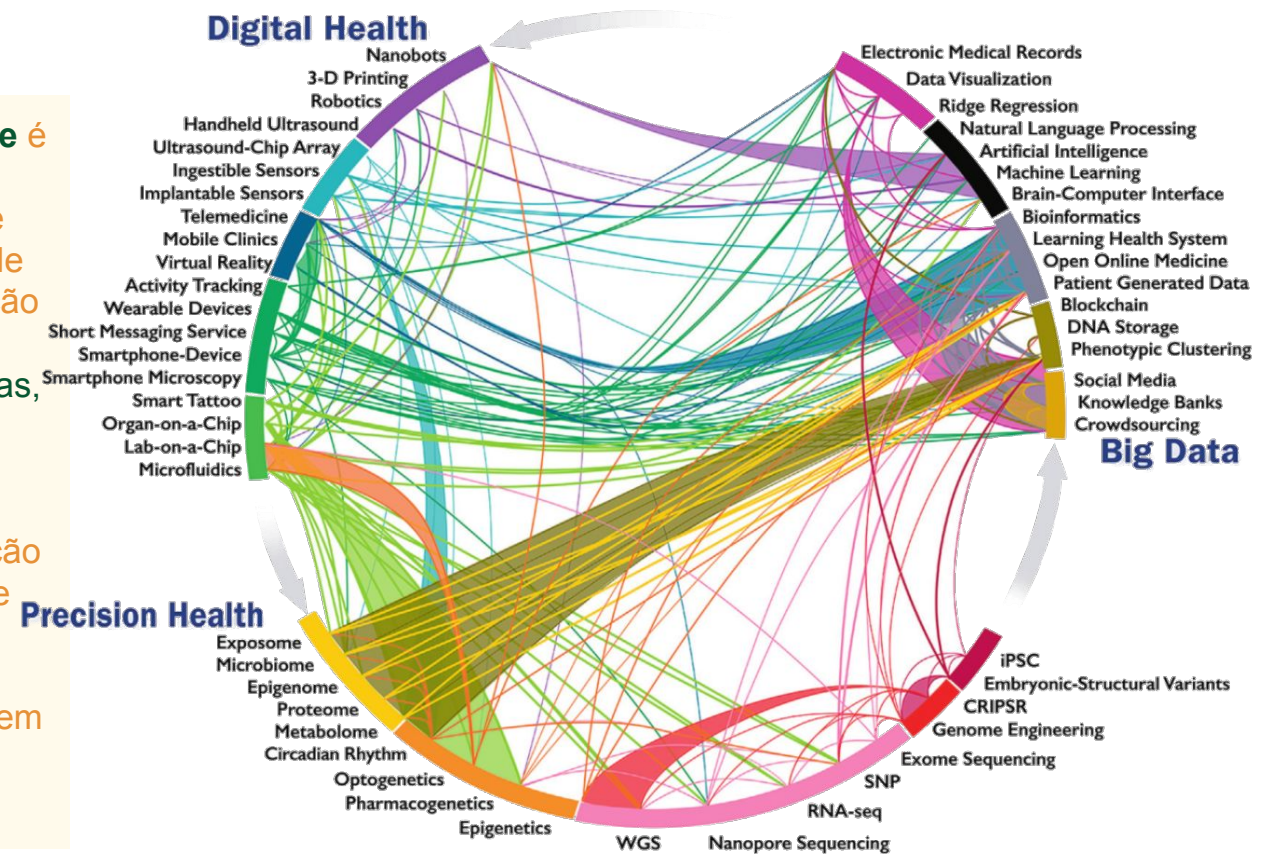 e é
e
de
ão
as,
ção
e
em
Digital Health
Nanobots
3-D Printing
Robotics
Handheld Ultrasound
Ultrasound-Chip Array
Ingestible Sensors
Implantable Sensors
Telemedicine
Mobile Clinics
Virtual Reality
Activity Tracking
Wearable Devices
Short Messaging Service
Smartphone-Device
Smartphone Microscopy
Smart Tattoo
Organ-on-a-Chip
Lab-on-a-Chip
Microfluidics
Electronic Medical Records
Data Visualization
Ridge Regression
Natural Language Processing
Artificial Intelligence
Machine Learning
Brain-Computer Interface
Bioinformatics
Learning Health System
Open Online Medicine
Patient Generated Data
Blockchain
DNA Storage
Phenotypic Clustering
Social Media
Knowledge Banks
Crowdsourcing
Big Data
Precision Health
Exposome
Microbiome
Epigenome
Proteome
Metabolome
Circadian Rhythm
Optogenetics
Pharmacogenetics
Epigenetics
WGS
Nanopore Sequencing
RNA-seq
SNP
Exome Sequencing
Genome Engineering
CRIPSR
Embryonic-Structural Variants
iPSC